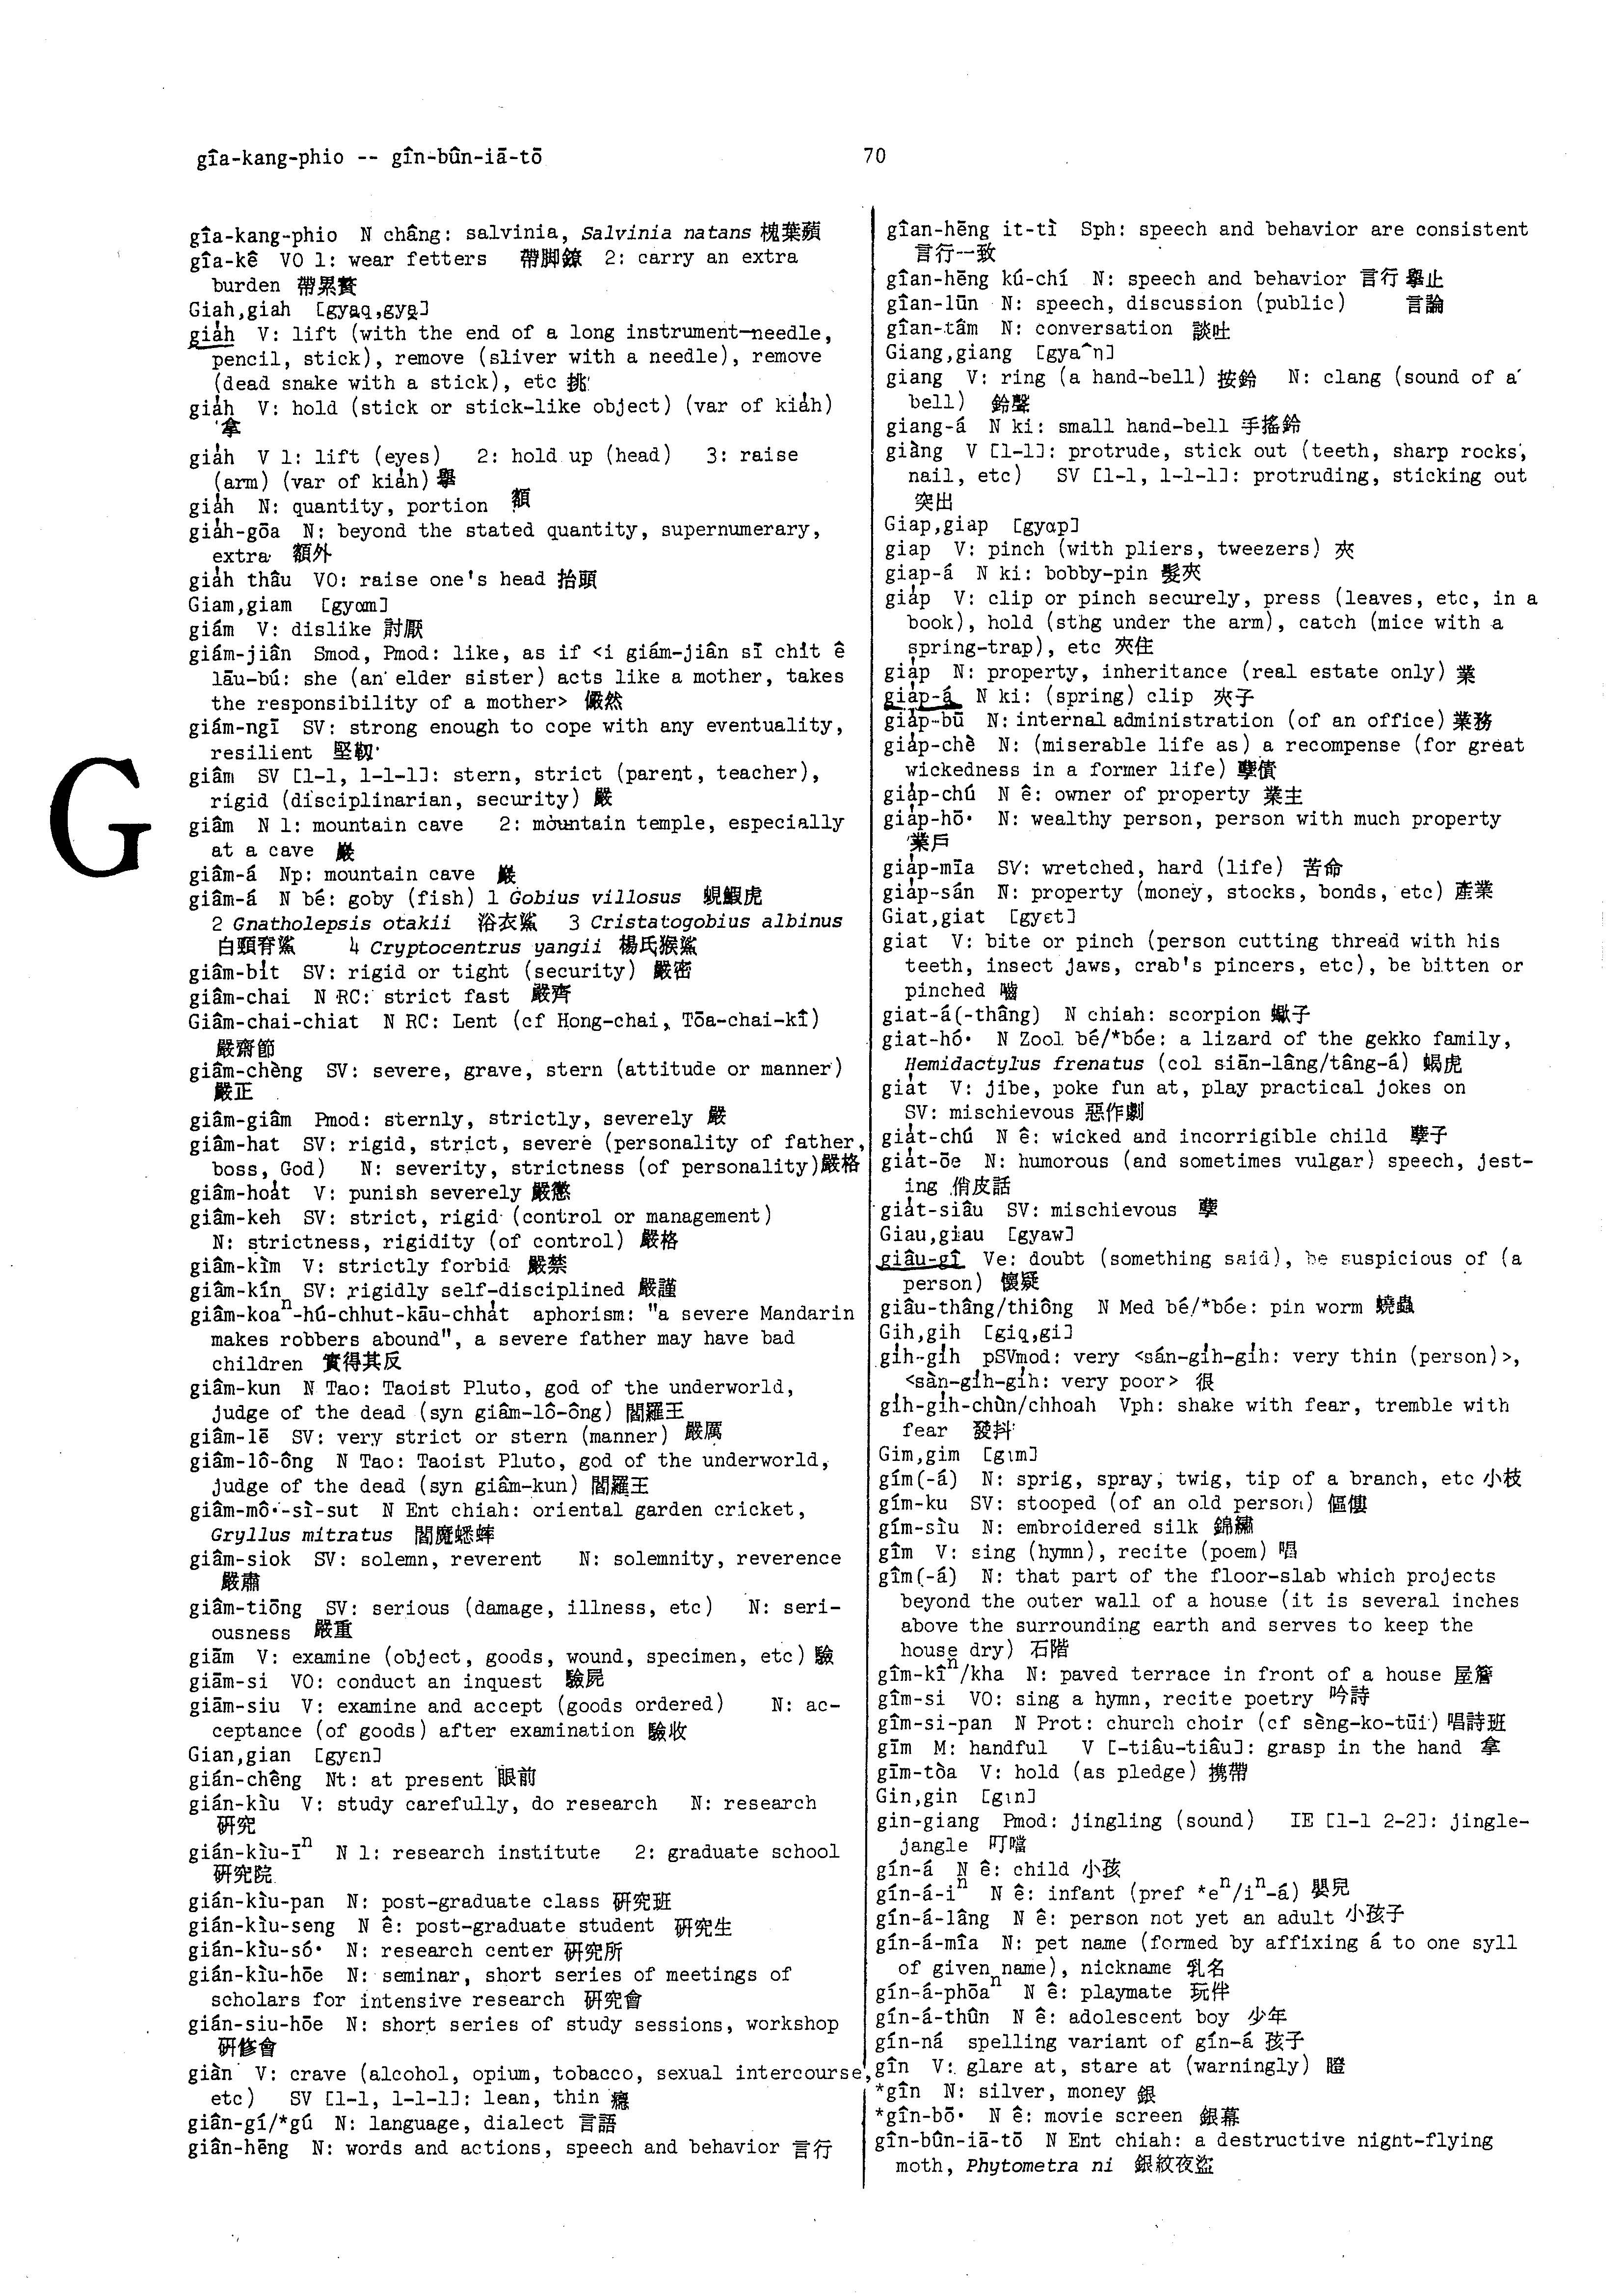 gîa-kang-phio -- gîn-bûn-iā-tō
70
gîa-kang-phio N châng: salvinia, Salvinia natans 槐葉蘋
gîa-kê VO 1: wear fetters 帶脚鐐 2: carry an extra
burden 帶累贅
Giah,giah [gyaq,gya]
gia̍h V: lift (with the end of a long instrument—needle,
pencil, stick), remove (sliver with a needle), remove
(dead snake with a stick), etc 挑
gia̍h V: hold (stick or stick-like object) (var of kia̍h)
拿
gia̍h V 1: lift (eyes) 2: hold up (head) 3: raise
(arm) (var of kia̍h) 擧
gia̍h N: quantity, portion 額
gia̍h-gōa N: beyond the stated quantity, supernumerary,
extra 額外
gia̍h thâu VO: raise one's head 抬頭
Giam,giam [gyɑm]
giám V: dislike 討厭
giám-jiân Smod, Pmod: like, as if <i giám-jiân sī chi̍t ê
lāu-bú: she (an elder sister) acts like a mother, takes
the responsibility of a mother> 儼然
giám-ngī SV: strong enough to cope with any eventuality,
resilient 堅韌
G
giâm SV [1-1, 1-1-1]: stern, strict (parent, teacher),
rigid (disciplinarian, security) 嚴
giâm N 1: mountain cave 2: mountain temple, especially
at a cave 巖
giâm-á Np: mountain cave 巖
giâm-á N bé: goby (fish) 1 Gobius villosus 蜆鰕虎
2 Gnatholepsis otakii 浴衣鯊 3 Cristatogobius albinus
白頸脊鯊 4 Cryptocentrus yangii 楊氏猴鯊
giâm-bi̍t SV: rigid or tight (security) 嚴密
giâm-chai N RC: strict fast 嚴齊
Giâm-chai-chiat N RC: Lent (cf Hong-chai, Tōa-chai-kî)
嚴齋節
giâm-chèng SV: severe, grave, stern (attitude or manner)
嚴正
giâm-giâm Pmod: sternly, strictly, severely 嚴
giâm-hat SV: rigid, strict, severe (personality of father,
boss, God) N: severity, strictness (of personality)嚴格
giâm-hoa̍t V: punish severely 嚴懲
giâm-keh SV: strict, rigid (control or management)
N: strictness, rigidity (of control) 嚴格
giâm-kìm V: strictly forbid 嚴禁
giâm-kín SV: rigidly self-disciplined 嚴謹
giâm-koaⁿ-hú-chhut-kāu-chha̍t aphorism: "a severe Mandarin
makes robbers abound", a severe father may have bad
children 實得其反
giâm-kun N Tao: Taoist Pluto, god of the underworld,
judge of the dead (syn giâm-lô-ông) 閻羅王
giâm-lē SV: very strict or stern (manner) 嚴厲
giâm-lô-ông N Tao: Taoist Pluto, god of the underworld,
judge of the dead (syn giâm-kun) 閻羅王
giâm-mô·-sì-sut N Ent chiah: oriental garden cricket,
Gryllus mitratus 閻魔蟋蟀
giâm-siok SV: solemn, reverent N: solemnity, reverence
嚴肅
giâm-tiōng SV: serious (damage, illness, etc) N: seri-
ousness 嚴重
giām V: examine (object, goods, wound, specimen, etc) 驗
giām-si VO: conduct an inquest 驗屍
giām-siu V: examine and accept (goods ordered) N: ac-
ceptance (of goods) after examination 驗收
Gian,gian [gyɛn]
gián-chêng Nt: at present 眼前
gián-kìu V: study carefully, do research N: research
研究
gián-kìu-īⁿ N 1: research institute 2: graduate school
研究院
gián-kìu-pan N: post-graduate class 研究班
gián-kìu-seng N ê: post-graduate student 研究生
gián-kìu-só· N: research center 研究所
gián-kìu-hōe N: seminar, short series of meetings of
scholars for intensive research 研究會
gián-siu-hōe N: short series of study sessions, workshop
研修會
giàn V: crave (alcohol, opium, tobacco, sexual intercourse,
etc) SV [1-1, 1-1-1]: lean, thin 癮
giân-gí/*gú N: language, dialect 言語
giân-hēng N: words and actions, speech and behavior 言行
gîan-hēng it-tì Sph: speech and behavior are consistent
言行一致
gîan-hēng kú-chí N: speech and behavior 言行擧止
gîan-lūn N: speech, discussion (public) 言論
gîan-tâm N: conversation 談吐
Giang,giang [gya^ŋ]
giang V: ring (a hand-bell) 按鈴 N: clang (sound of a
bell) 鈴聲
giang-á N ki: small hand-bell 手搖鈴
giàng V [1-1]: protrude, stick out (teeth, sharp rocks,
nail, etc) SV [1-1, 1-1-1]: protruding, sticking out
突出
Giap,giap [gyɑp]
giap V: pinch (with pliers, tweezers) 夾
giap-á N ki: bobby-pin 髮夾
gia̍p V: clip or pinch securely, press (leaves, etc, in a
book), hold (sthg under the arm), catch (mice with a
spring-trap), etc 夾住
gia̍p N: property, inheritance (real estate only) 業
gia̍p-á N ki: (spring) clip 夾子
gia̍p-bū N: internal administration (of an office) 業務
gia̍p-chè N: (miserable life as) a recompense (for great
wickedness in a former life) 孽債
gia̍p-chú N ê: owner of property 業主
gia̍p-hō· N: wealthy person, person with much property
業戶
gia̍p-mīa SV: wretched, hard (life) 苦命
gia̍p-sán N: property (money, stocks, bonds, etc) 產業
Giat,giat [gyɛt]
giat V: bite or pinch (person cutting thread with his
teeth, insect jaws, crab's pincers, etc), be bitten or
pinched 嚙
giat-á(-thâng) N chiah: scorpion 蠍子
giat-hó· N Zool bé/*bóe: a lizard of the gekko family,
Hemidactylus frenatus (col siān-lâng/tâng-á) 蝎虎
gia̍t V: jibe, poke fun at, play practical jokes on
SV: mischievous 惡作劇
gia̍t-chú N ê: wicked and incorrigible child 孽子
gia̍t-ōe N: humorous (and sometimes vulgar) speech, jest-
ing 俏皮話
gia̍t-siâu SV: mischievous 孽
Giau,giau [gyaw]
giâu-gî Ve: doubt (something said), be suspicious of (a
person) 懷疑
giâu-thâng/thiông N Med bé/*bóe: pin worm 蟯蟲
Gih,gih [giq,gi]
gi̍h-gi̍h pSVmod: very <sán-gi̍h-gi̍h: very thin (person)>,
<sàn-gi̍h-gi̍h: very poor> 很
gi̍h-gi̍h-chùn/chhoah Vph: shake with fear, tremble with
fear 發抖
Gim,gim [gɩm]
gím(-á) N: sprig, spray, twig, tip of a branch, etc 小枝
gím-ku SV: stooped (of an old person) 傴僂
gím-sìu N: embroidered silk 錦繡
gîm V: sing (hymn), recite (poem) 唱
gîm(-á) N: that part of the floor-slab which projects
beyond the outer wall of a house (it is several inches
above the surrounding earth and serves to keep the
house dry) 石階
gîm-kîⁿ/kha N: paved terrace in front of a house 屋簷
gîm-si VO: sing a hymn, recite poetry 吟詩
gîm-si-pan N Prot: church choir (cf sèng-ko-tūi) 唱詩班
gīm M: handful V [-tiâu-tiâu]: grasp in the hand 拿
gīm-tòa V: hold (as pledge) 携帶
Gin,gin [gɩn]
gin-giang Pmod: jingling (sound) IE [1-1 2-2]: jingle-
jangle 叮噹
gín-á N ê: child 小孩
gín-á-iⁿ N ê: infant (pref *eⁿ/iⁿ-á) 嬰兒
gín-á-lâng N ê: person not yet an adult 小孩子
gín-á-mîa N: pet name (formed by affixing á to one syll
of given name), nickname 乳名
gín-á-phōaⁿ N ê: playmate 玩伴
gín-á-thûn N ê: adolescent boy 少年
gín-ná spelling variant of gín-á 孩子
gîn V: glare at, stare at (warningly) 瞪
*gîn N: silver, money 銀
*gîn-bō· N ê: movie screen 銀幕
gîn-bûn-iā-tō N Ent chiah: a destructive night-flying
moth, Phytometra ni 銀紋夜盜